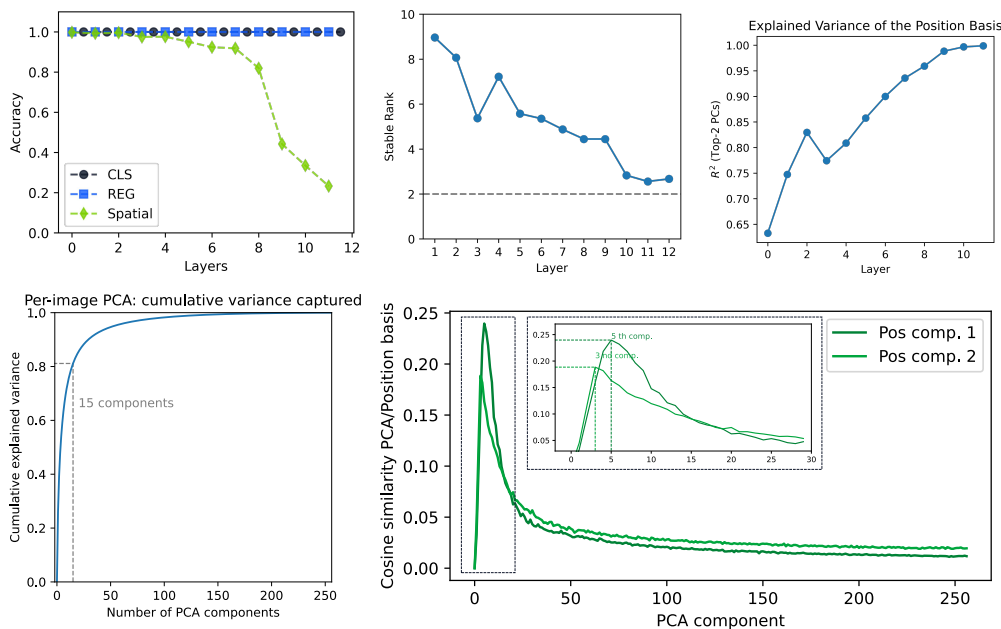 1.0
0.8
0.6
0.4
0.2
0.0
Accuracy
CLS
REG
Spatial
0 2 4 6 8 10 12
Layers
10
8
6
4
2
0
Stable Rank
1 2 3 4 5 6 7 8 9 10 11 12
Layer
Explained Variance of the Position Basis
1.00
0.95
0.90
0.85
0.80
0.75
0.70
0.65
R² (Top-2 PCs)
0 2 4 6 8 10
Layer
Per-image PCA: cumulative variance captured
1.0
0.8
0.6
0.4
0.2
0.0
Cumulative explained variance
15 components
0 50 100 150 200 250
Number of PCA components
0.25
0.20
0.15
0.10
0.05
0.00
Cosine similarity PCA/Position basis
0.25
0.20
0.15
0.10
0.05
5 th comp.
3 nd comp.
0 5 10 15 20 25 30
Pos comp. 1
Pos comp. 2
0 50 100 150 200 250
PCA component